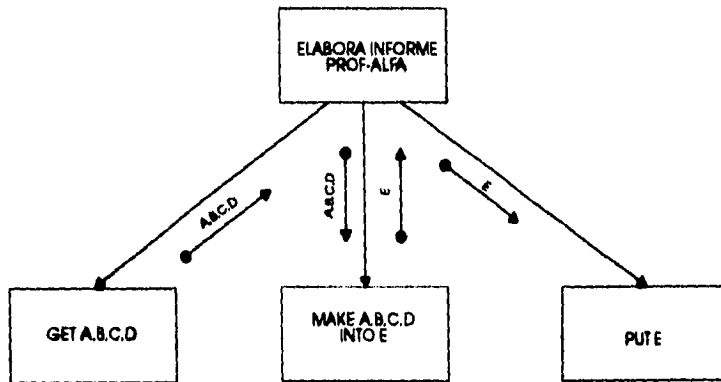 ELABORA INFORME
PROF-ALFA
A.B.C.D
A.B.C.D
E
E
GET A.B.C.D
MAKE A.B.C.D
INTO E
PUT E